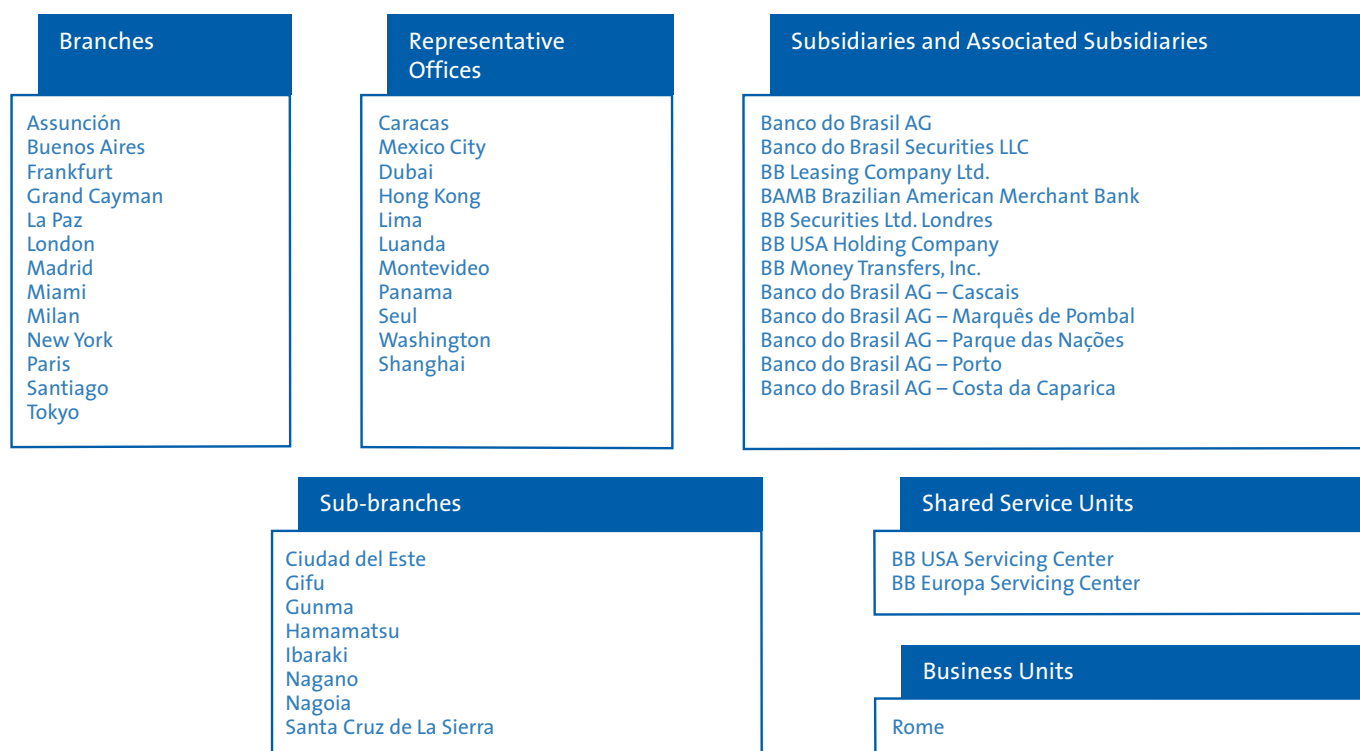 Branches
Assunción
Buenos Aires
Frankfurt
Grand Cayman
La Paz
London
Madrid
Miami
Milan
New York
Paris
Santiago
Tokyo
Representative
Offices
Caracas
Mexico City
Dubai
Hong Kong
Lima
Luanda
Montevideo
Panama
Seul
Washington
Shanghai
Subsidiaries and Associated Subsidiaries
Banco do Brasil AG
Banco do Brasil Securities LLC
BB Leasing Company Ltd.
BAMB Brazilian American Merchant Bank
BB Securities Ltd. Londres
BB USA Holding Company
BB Money Transfers, Inc.
Banco do Brasil AG – Cascais
Banco do Brasil AG – Marquês de Pombal
Banco do Brasil AG – Parque das Nações
Banco do Brasil AG – Porto
Banco do Brasil AG – Costa da Caparica
Sub-branches
Ciudad del Este
Gifu
Gunma
Hamamatsu
Ibaraki
Nagano
Nagoia
Santa Cruz de La Sierra
Shared Service Units
BB USA Servicing Center
BB Europa Servicing Center
Business Units
Rome